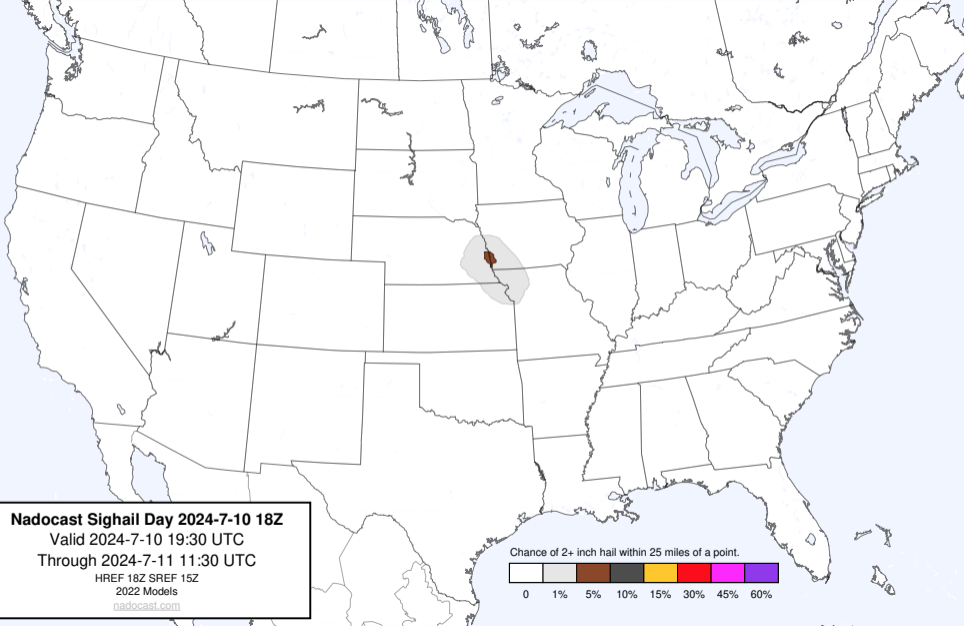 Nadocast Sighail Day 2024-7-10 18Z
Valid 2024-7-10 19:30 UTC
Through 2024-7-11 11:30 UTC
HREF 18Z SREF 15Z
2022 Models
nadocast.com
Chance of 2+ inch hail within 25 miles of a point.
0 1% 5% 10% 15% 30% 45% 60%